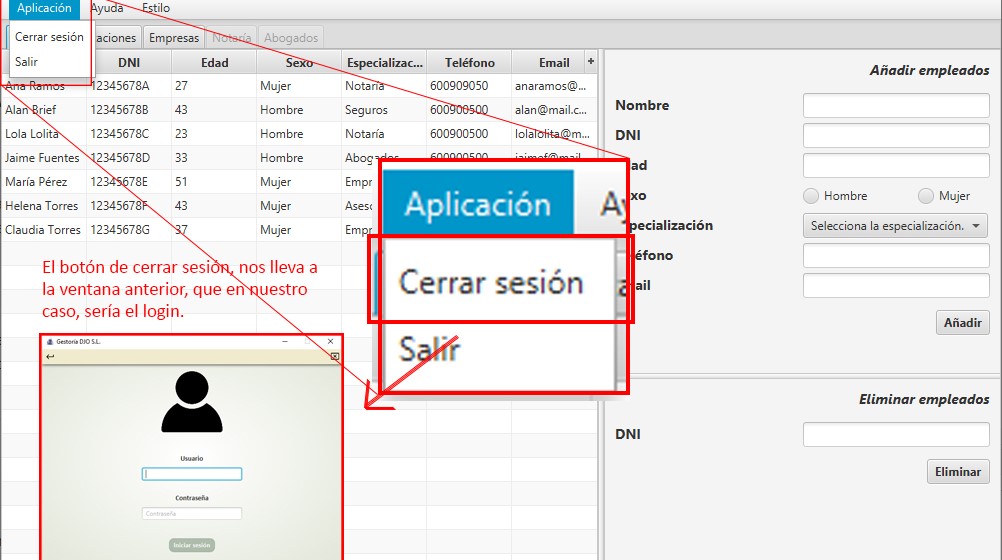 Aplicación Ayuda Estilo
Cerrar sesión
Salir
aciones Empresas Notaría Abogados
DNI Edad Sexo Especializac... Teléfono Email +
Ana Ramos 12345678A 27 Mujer Notaría 600909050 anaramos@...
Alan Brief 12345678B 43 Hombre Seguros 600900500 alan@mail.c...
Lola Lolita 12345678C 23 Hombre Notaría 600900500 lolalolita@m...
Jaime Fuentes 12345678D 33 Hombre Abogados 600900500 jaimef@mail
María Pérez 12345678E 51 Mujer Empr
Helena Torres 12345678F 43 Mujer Aseso
Claudia Torres 12345678G 37 Mujer Empr
Aplicación Ay
Cerrar sesión
Salir
El botón de cerrar sesión, nos lleva a
la ventana anterior, que en nuestro
caso, sería el login.
Gestoría DJO S.L.
Usuario
Contraseña
Contraseña
Iniciar sesión
Añadir empleados
Nombre
DNI
ad
xo Hombre Mujer
pecialización Selecciona la especialización.
éfono
ail
Añadir
Eliminar empleados
DNI
Eliminar